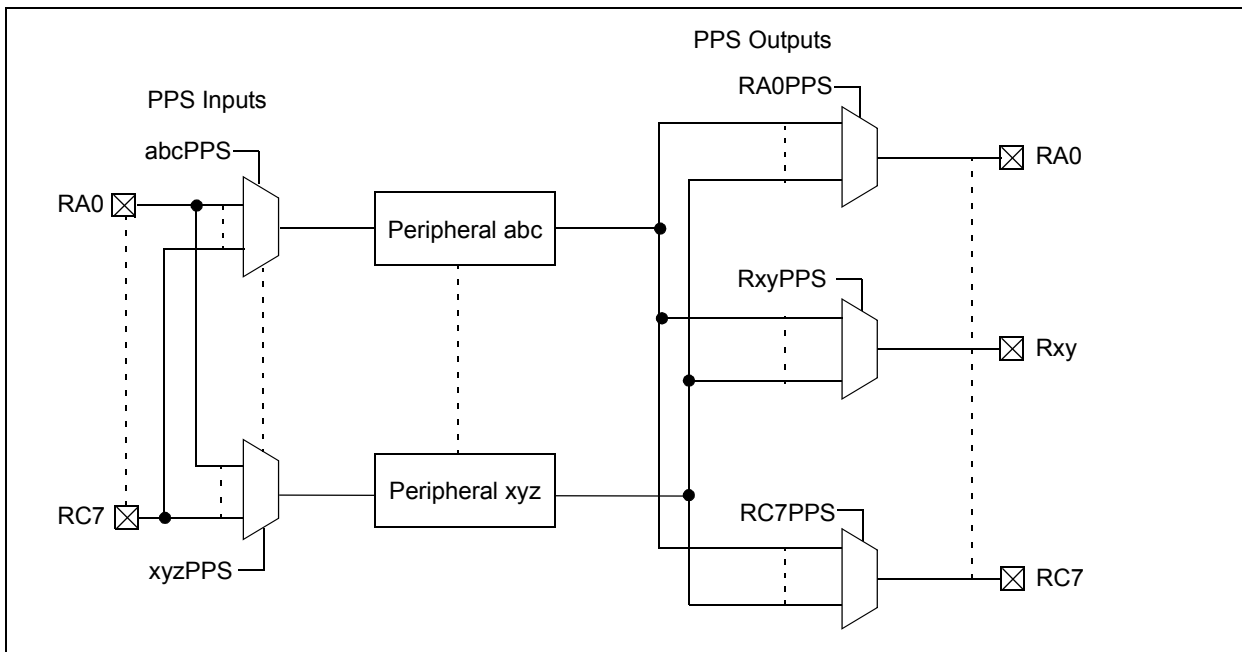 PPS Outputs
RA0PPS
PPS Inputs
abcPPS
RA0
RA0
Peripheral abc
RxyPPS
Rxy
Peripheral xyz
RC7
RC7PPS
xyzPPS
RC7